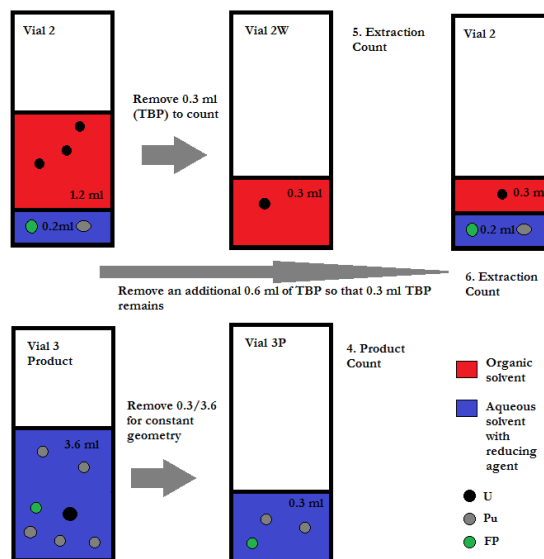 Vial 2
Vial 2W
5. Extraction
Count
Vial 2
Remove 0.3 ml
(TBP) to count
1.2 ml
0.3 ml
0.3 m
0.2ml
0.2 ml
Remove an additional 0.6 ml of TBP so that 0.3 ml TBP
remains
6. Extraction
Count
Vial 3
Product
Vial 3P
4. Product
Count
Remove 0.3/3.6
for constant
geometry
3.6 ml
0.3 ml
Organic
solvent
Aqueous
solvent with
reducing
agent
U
Pu
FP